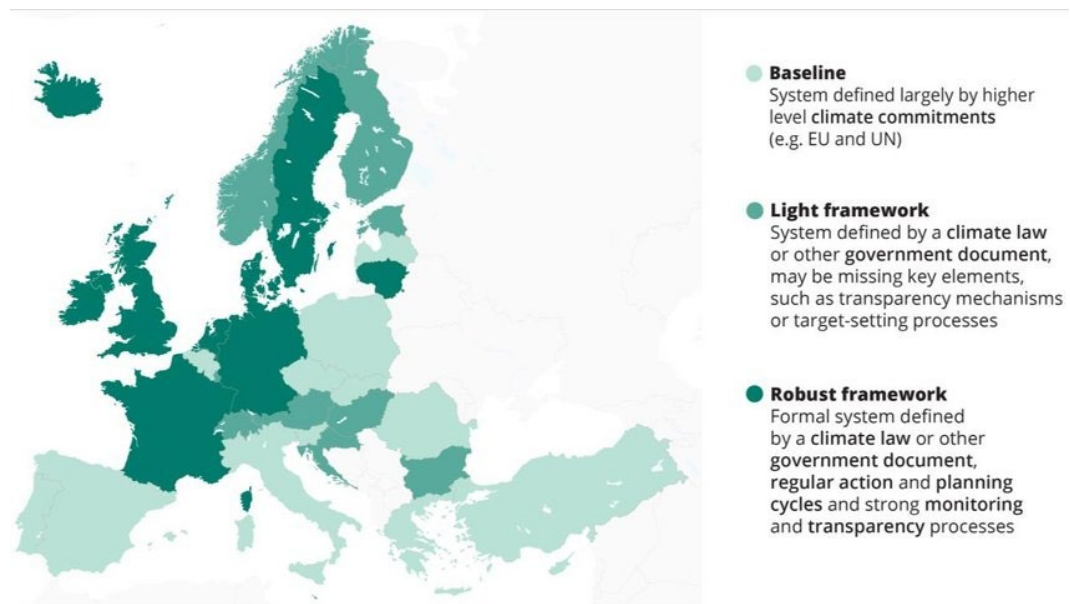 Baseline
System defined largely by higher
level climate commitments
(e.g. EU and UN)
Light framework
System defined by a climate law
or other government document,
may be missing key elements,
such as transparency mechanisms
or target-setting processes
Robust framework
Formal system defined
by a climate law or other
government document,
regular action and planning
cycles and strong monitoring
and transparency processes